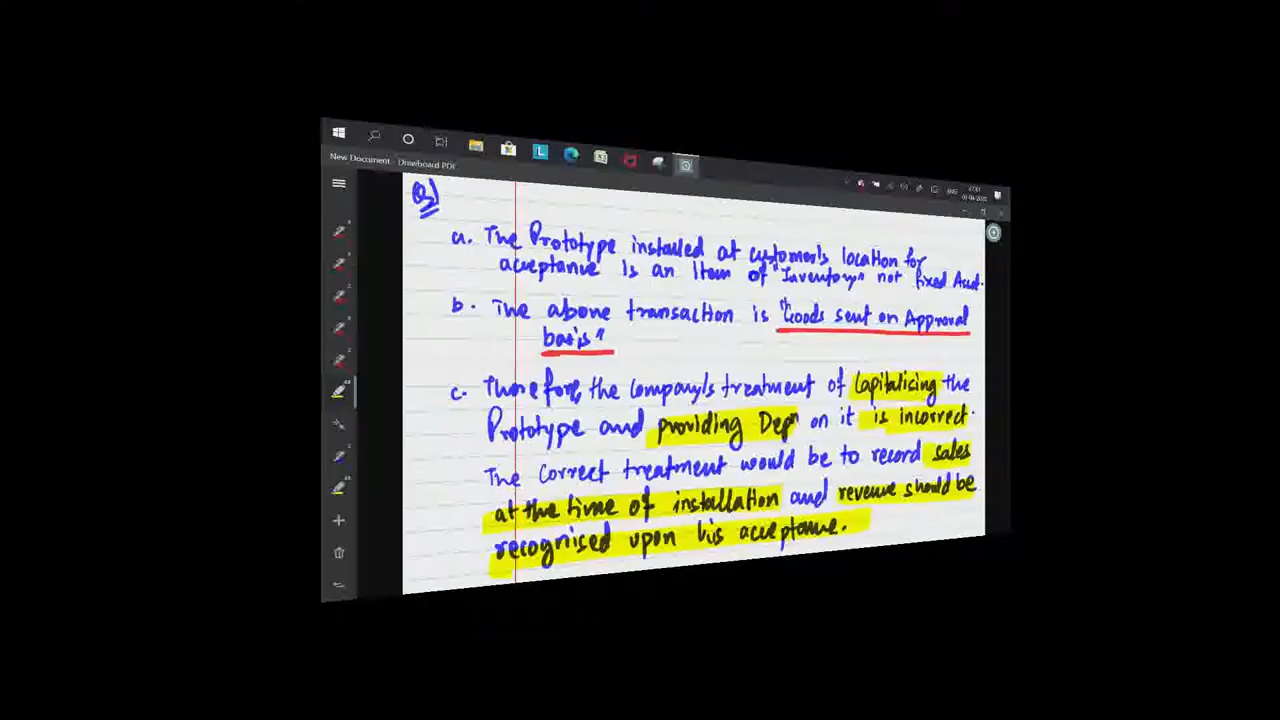 New Document - Drawboard PDF
Q3)
a. The Prototype installed at customer's location for
acceptance is an item of "Inventory" not fixed Asset.
b. The above transaction is "Goods sent on Approval
basis"
c. Therefore, the company's treatment of Capitalising the
Prototype and providing Depn on it is incorrect.
The correct treatment would be to record sales
at the time of installation and revenue should be
recognised upon his acceptance.